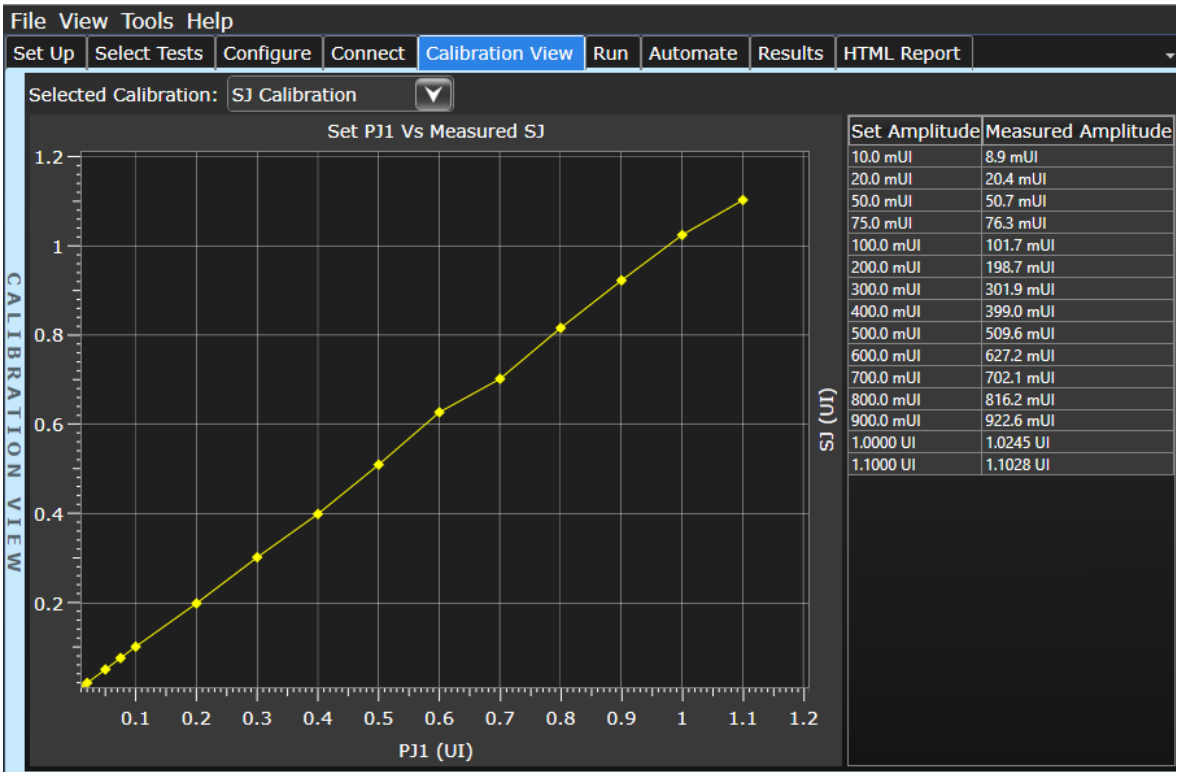 File View Tools Help
Set Up Select Tests Configure Connect Calibration View Run Automate Results HTML Report
Selected Calibration: SJ Calibration
CALIBRATION VIEW
Set PJ1 Vs Measured SJ
1.2
1
0.8
0.6
0.4
0.2
0.1 0.2 0.3 0.4 0.5 0.6 0.7 0.8 0.9 1 1.1 1.2
PJ1 (UI)
SJ (UI)
Set Amplitude Measured Amplitude
10.0 mUI 8.9 mUI
20.0 mUI 20.4 mUI
50.0 mUI 50.7 mUI
75.0 mUI 76.3 mUI
100.0 mUI 101.7 mUI
200.0 mUI 198.7 mUI
300.0 mUI 301.9 mUI
400.0 mUI 399.0 mUI
500.0 mUI 509.6 mUI
600.0 mUI 627.2 mUI
700.0 mUI 702.1 mUI
800.0 mUI 816.2 mUI
900.0 mUI 922.6 mUI
1.0000 UI 1.0245 UI
1.1000 UI 1.1028 UI